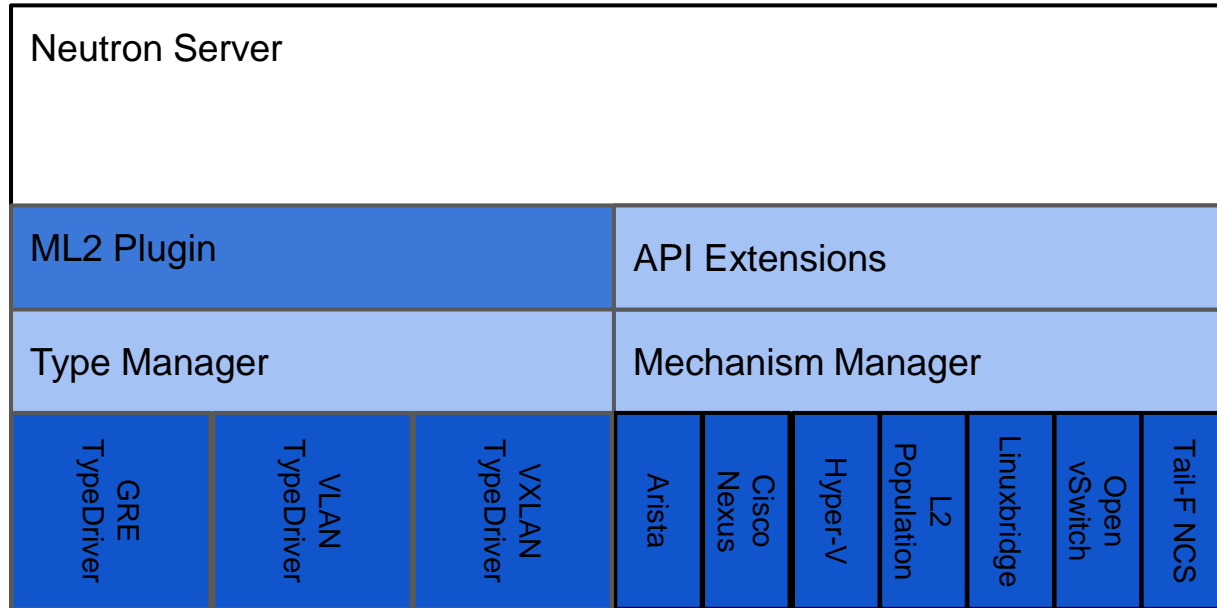 Neutron Server
ML2 Plugin
API Extensions
Type Manager
Mechanism Manager
GRE
TypeDriver
VLAN
TypeDriver
VXLAN
TypeDriver
Arista
Cisco
Nexus
Hyper-V
L2
Population
Linuxbridge
Open
vSwitch
Tail-F NCS